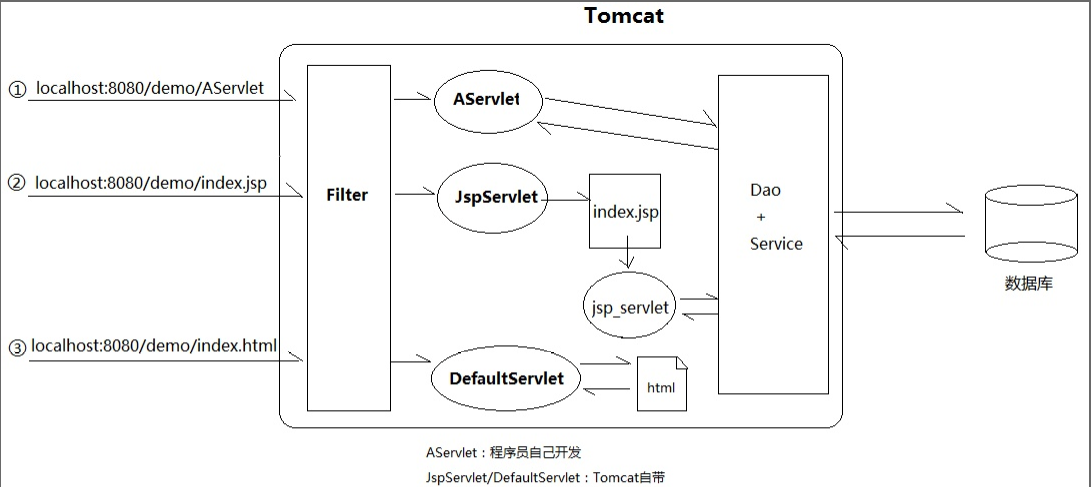 Tomcat
① localhost:8080/demo/AServlet
AServlet
② localhost:8080/demo/index.jsp
Filter
JspServlet
index.jsp
Dao
+
Service
数据库
jsp_servlet
③ localhost:8080/demo/index.html
DefaultServlet
html
AServlet：程序员自己开发
JspServlet/DefaultServlet：Tomcat自带